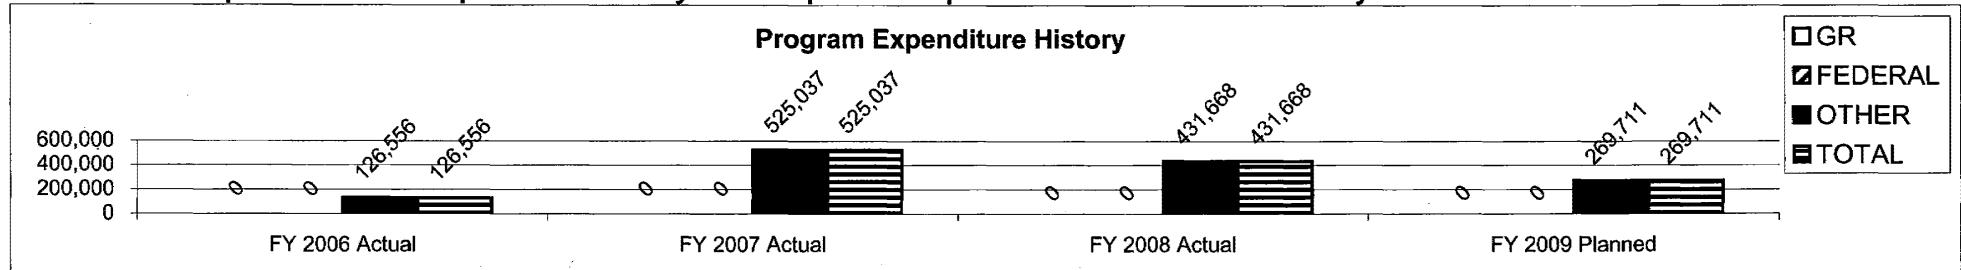 Program Expenditure History
GR
FEDERAL
OTHER
TOTAL
600,000
400,000
200,000
0
0
0
126,556
126,556
0
0
525,037
525,037
0
0
431,668
431,668
0
0
269,711
269,711
FY 2006 Actual
FY 2007 Actual
FY 2008 Actual
FY 2009 Planned